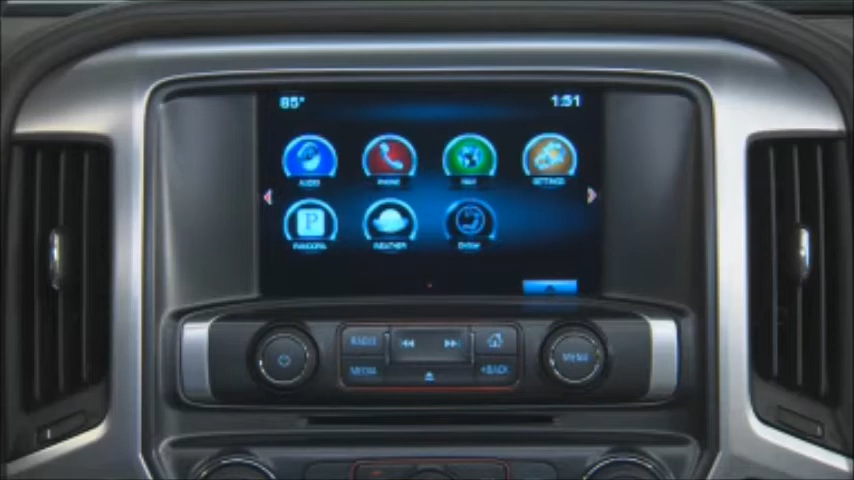 85° 1:51
AUDIO PHONE NAV SETTINGS
P
PANDORA WEATHER OnStar
RADIO
MENU
MEDIA BACK